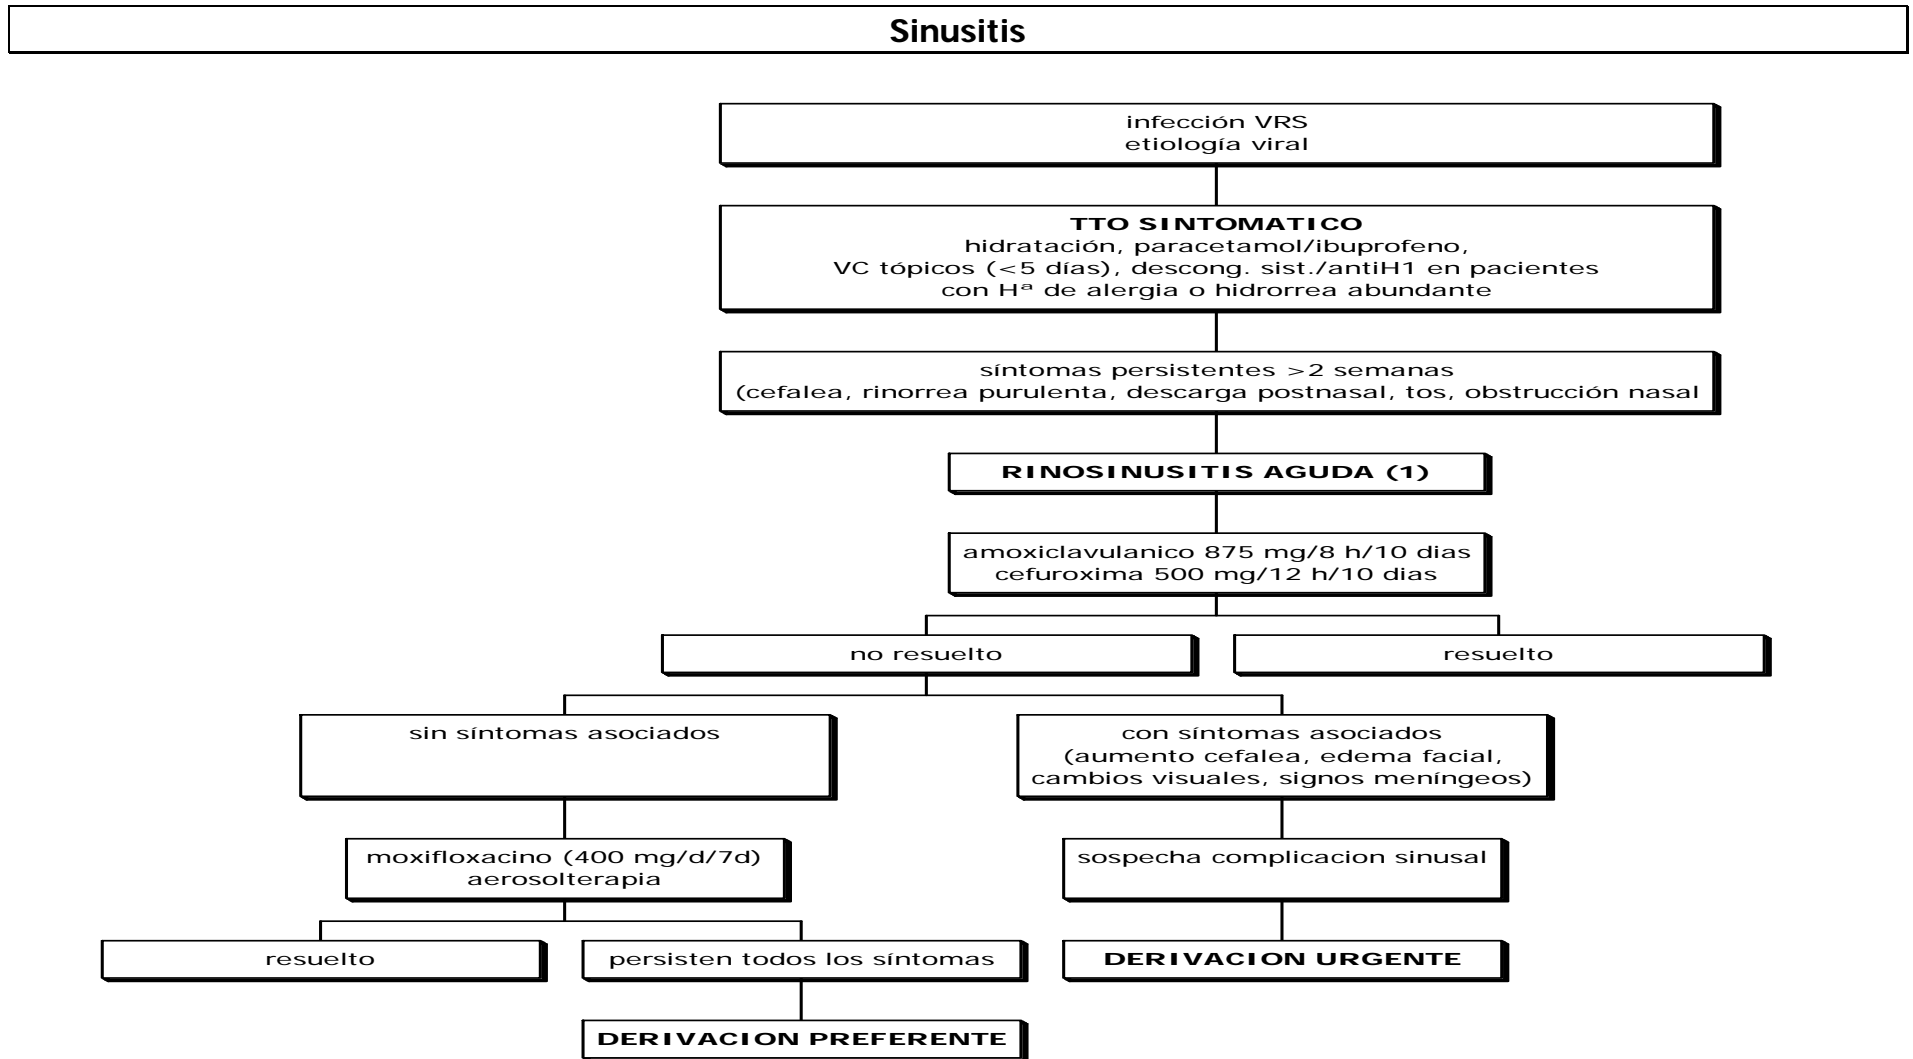 Sinusitis
infección VRS
etiología viral
TTO SINTOMATICO
hidratación, paracetamol/ibuprofeno,
VC tópicos (<5 días), descong. sist./antiH1 en pacientes
con Hª de alergia o hidrorrea abundante
síntomas persistentes >2 semanas
(cefalea, rinorrea purulenta, descarga postnasal, tos, obstrucción nasal
RINOSINUSITIS AGUDA (1)
amoxiclavulanico 875 mg/8 h/10 dias
cefuroxima 500 mg/12 h/10 dias
no resuelto
resuelto
sin síntomas asociados
con síntomas asociados
(aumento cefalea, edema facial,
cambios visuales, signos meníngeos)
moxifloxacino (400 mg/d/7d)
aerosolterapia
sospecha complicacion sinusal
resuelto
persisten todos los síntomas
DERIVACION URGENTE
DERIVACION PREFERENTE